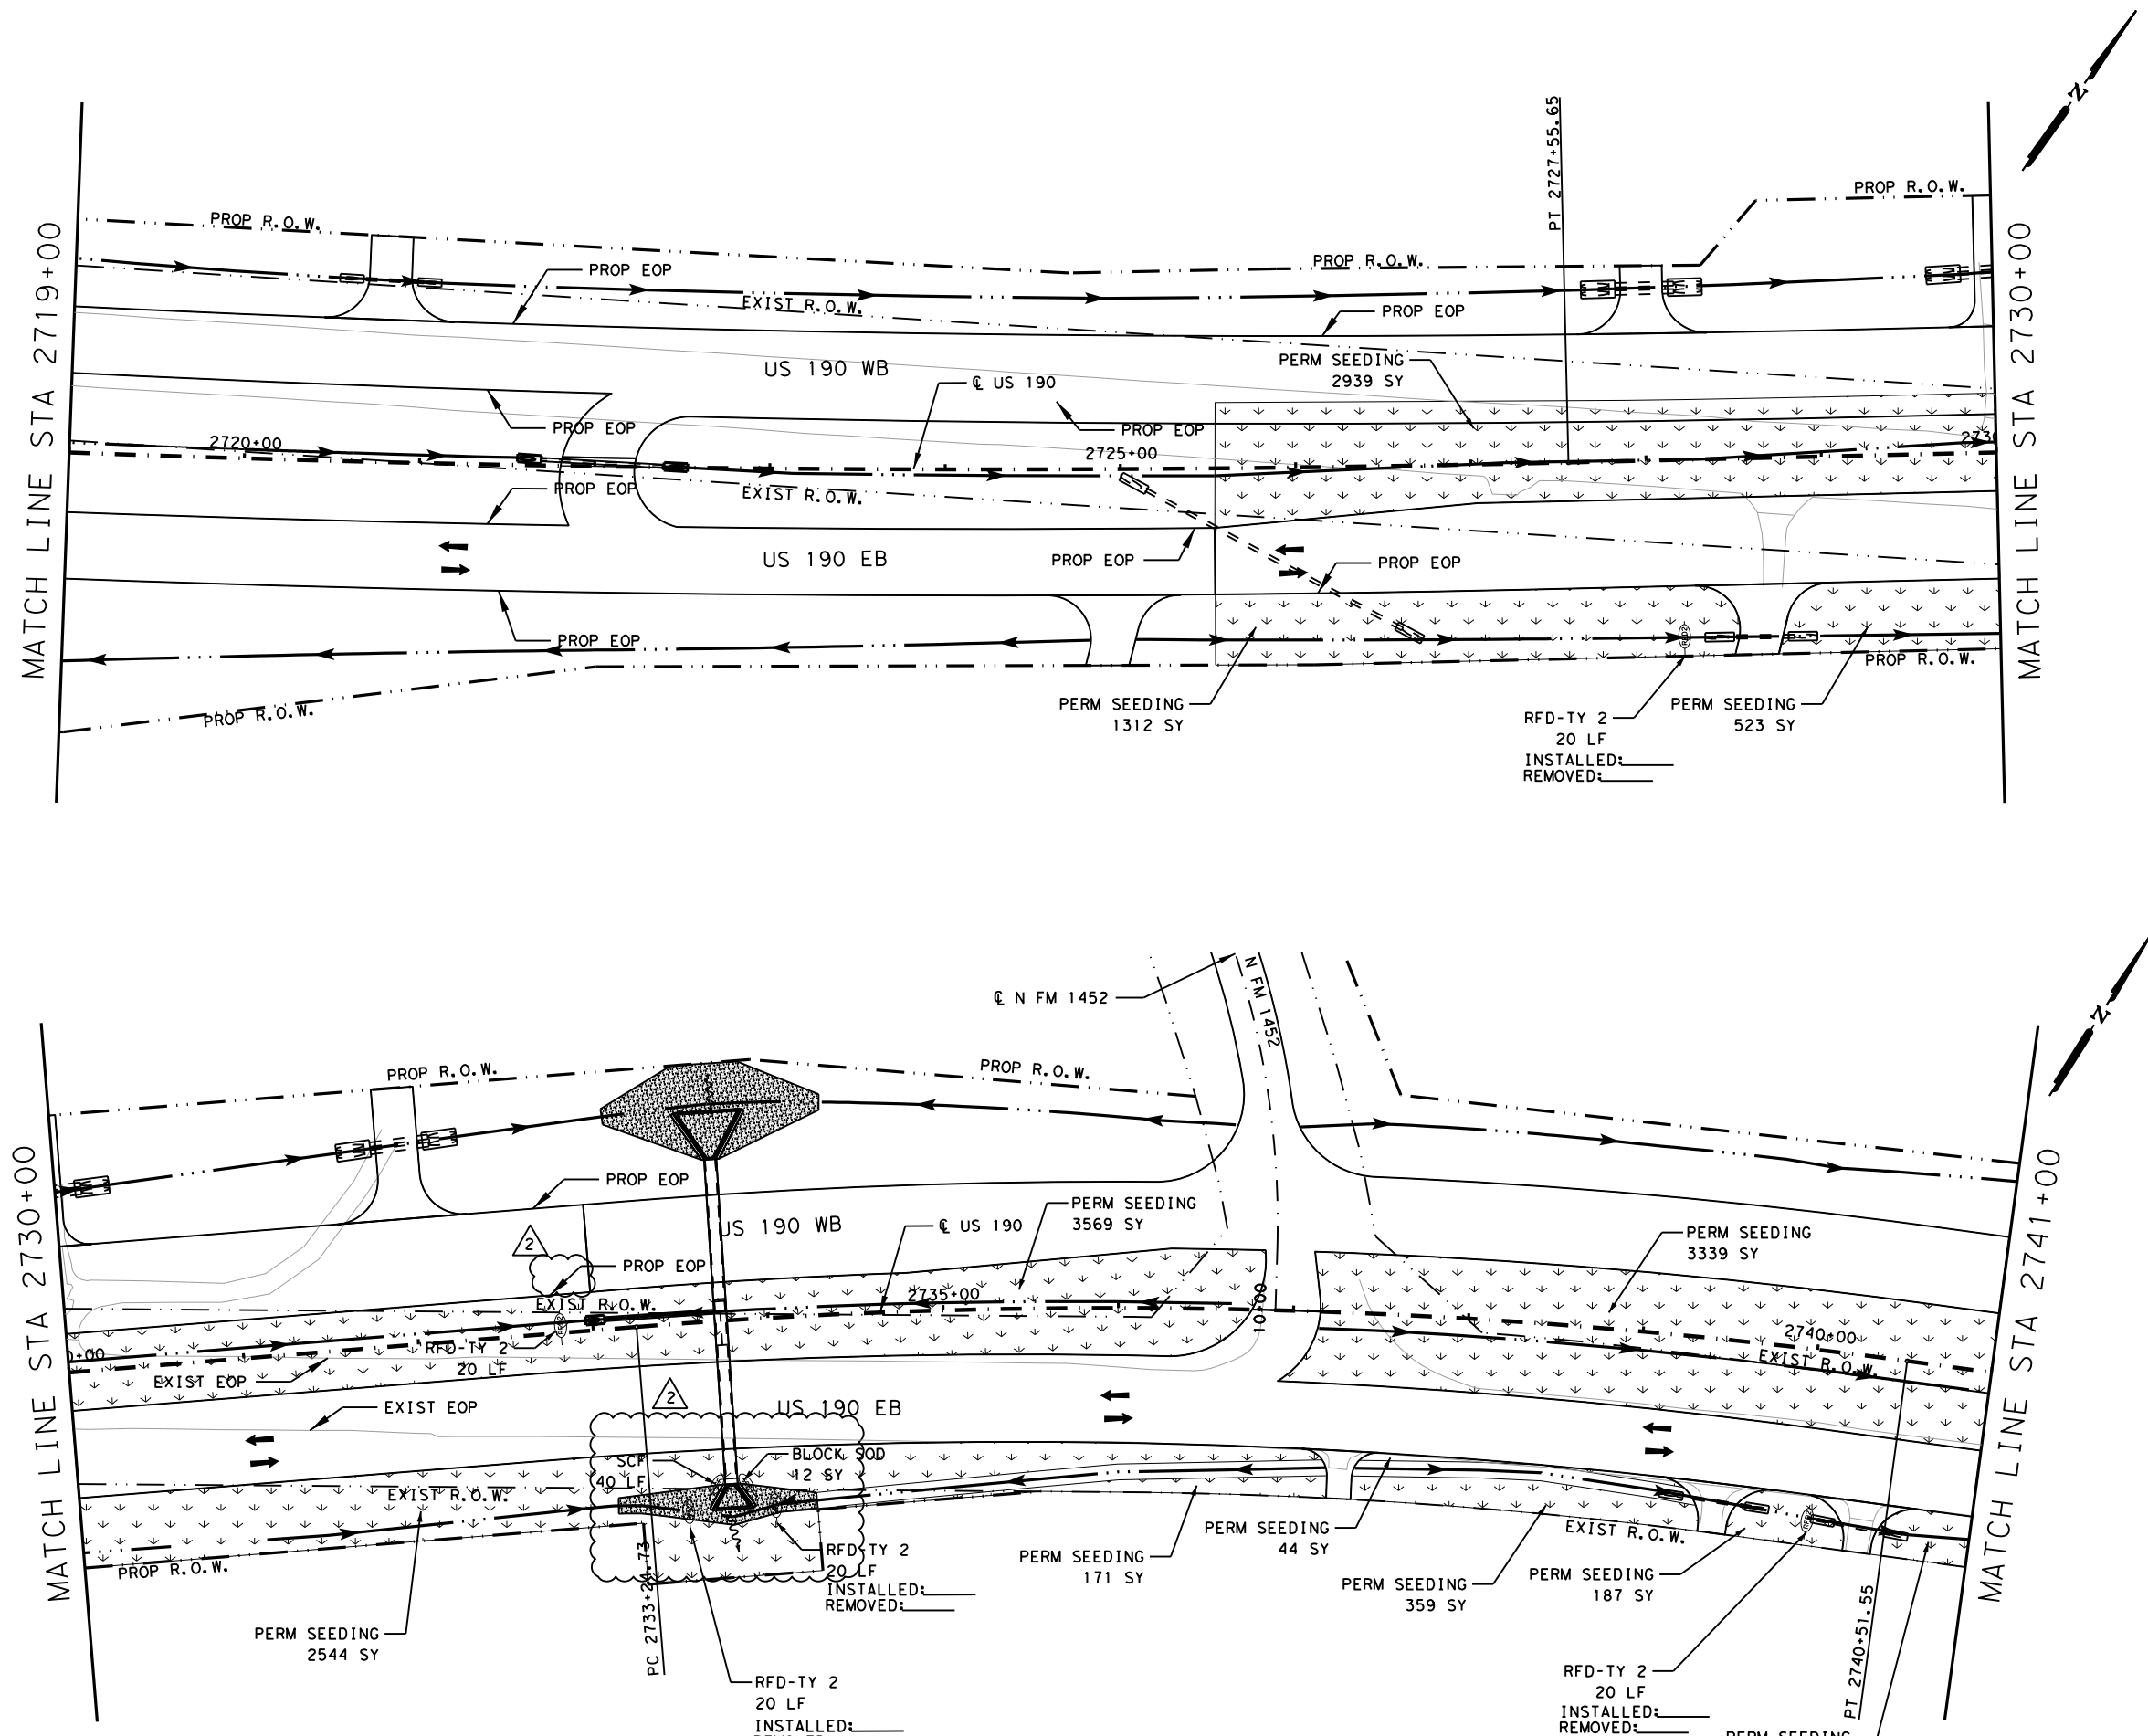 N
PT 2727+55.65
PROP R.O.W.
PROP R.O.W.
PROP R.O.W.
MATCH LINE STA 2719+00
MATCH LINE STA 2730+00
PROP EOP
EXIST R.O.W.
PROP EOP
US 190 WB
PERM SEEDING
2939 SY
℄ US 190
PROP EOP
PROP EOP
2720+00
2725+00
PROP EOP
EXIST R.O.W.
US 190 EB
PROP EOP
PROP EOP
PROP EOP
PROP R.O.W.
PROP R.O.W.
PERM SEEDING
1312 SY
RFD-TY 2
20 LF
INSTALLED:
REMOVED:
PERM SEEDING
523 SY
N
℄ N FM 1452
N FM 1452
PROP R.O.W.
PROP R.O.W.
MATCH LINE STA 2730+00
MATCH LINE STA 2741+00
PROP EOP
PERM SEEDING
3569 SY
US 190 WB
℄ US 190
PERM SEEDING
3339 SY
2
PROP EOP
EXIST R.O.W.
2735+00
10+00
2740+00
RFD-TY 2
20 LF
EXIST EOP
EXIST R.O.W.
EXIST EOP
2
US 190 EB
SCF
40 LF
BLOCK SOD
12 SY
EXIST R.O.W.
PROP R.O.W.
PERM SEEDING
2544 SY
PC 2733+24.73
RFD-TY 2
20 LF
INSTALLED:
REMOVED:
PERM SEEDING
171 SY
PERM SEEDING
44 SY
EXIST R.O.W.
PERM SEEDING
359 SY
PERM SEEDING
187 SY
RFD-TY 2
20 LF
INSTALLED:
RFD-TY 2
20 LF
INSTALLED:
REMOVED:
PT 2740+51.55
PERM SEEDING